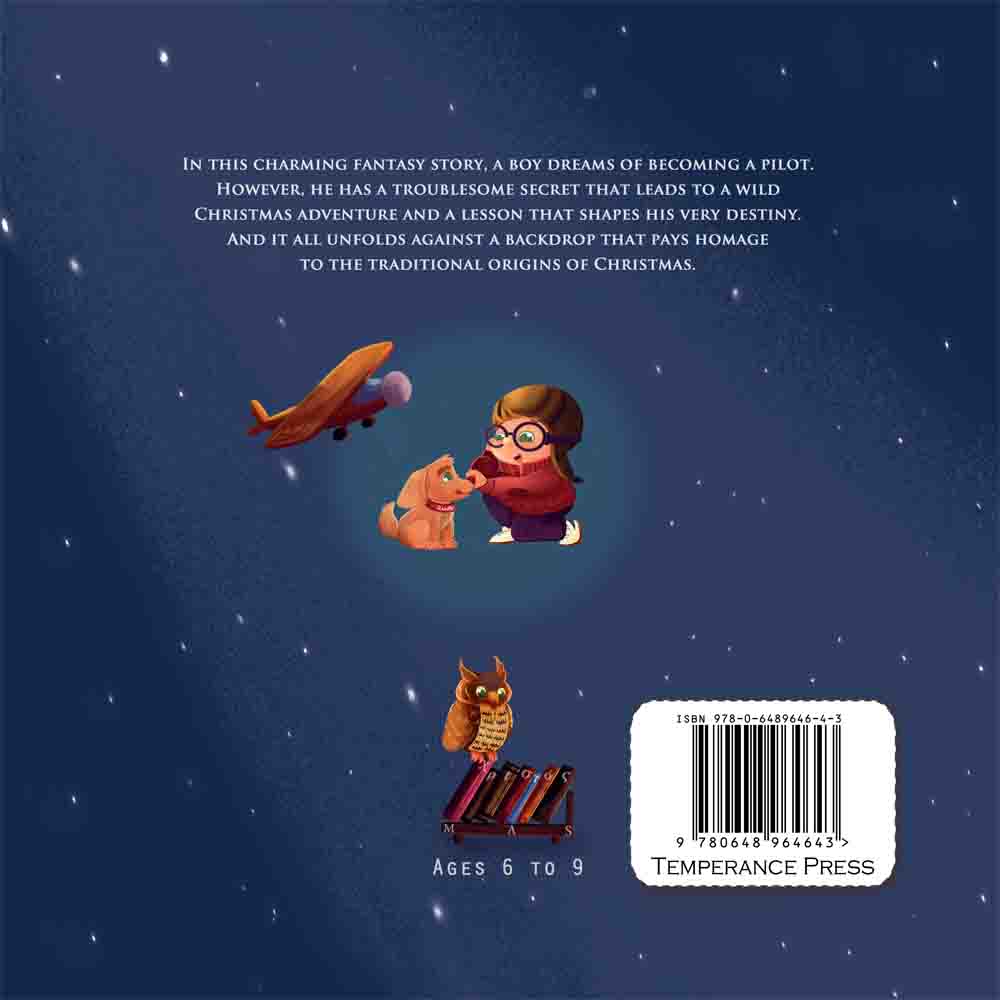 In this charming fantasy story, a boy dreams of becoming a pilot.
However, he has a troublesome secret that leads to a wild
Christmas adventure and a lesson that shapes his very destiny.
And it all unfolds against a backdrop that pays homage
to the traditional origins of Christmas.
M A S
Ages 6 to 9
ISBN 978-0-6489646-4-3
9 780648 964643 >
Temperance Press